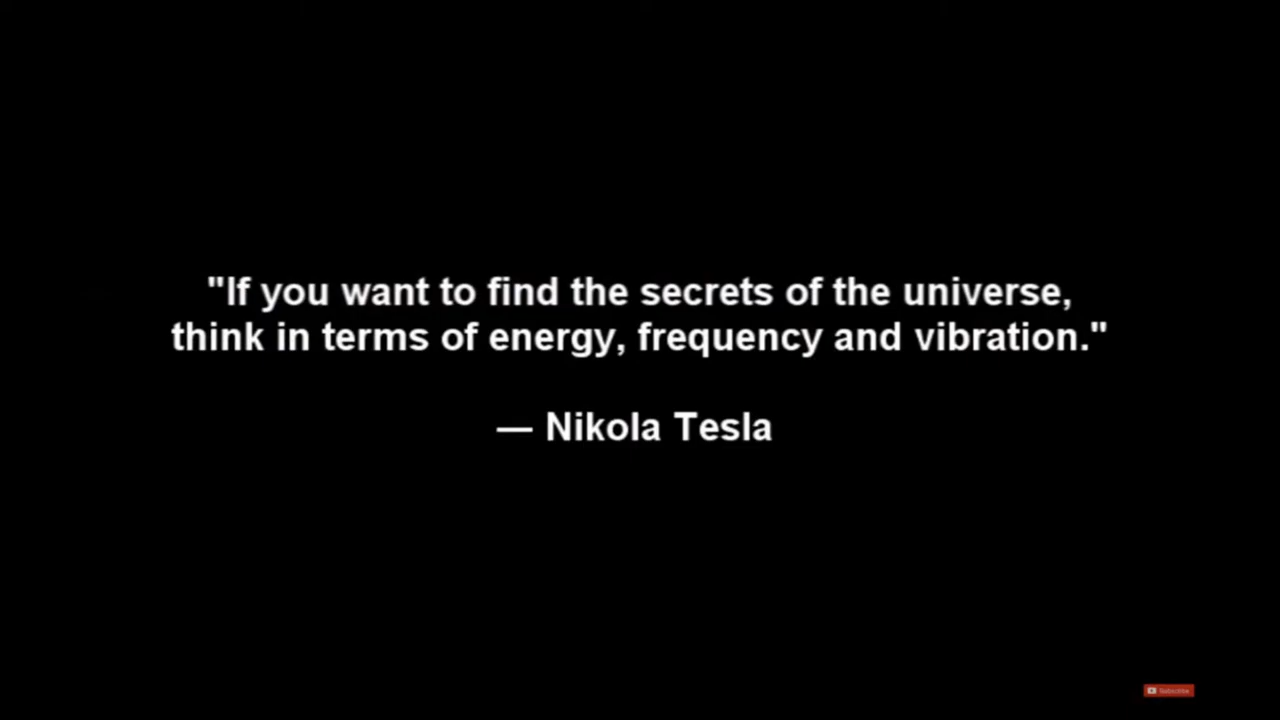 "If you want to find the secrets of the universe,
think in terms of energy, frequency and vibration."
— Nikola Tesla
Subscribe